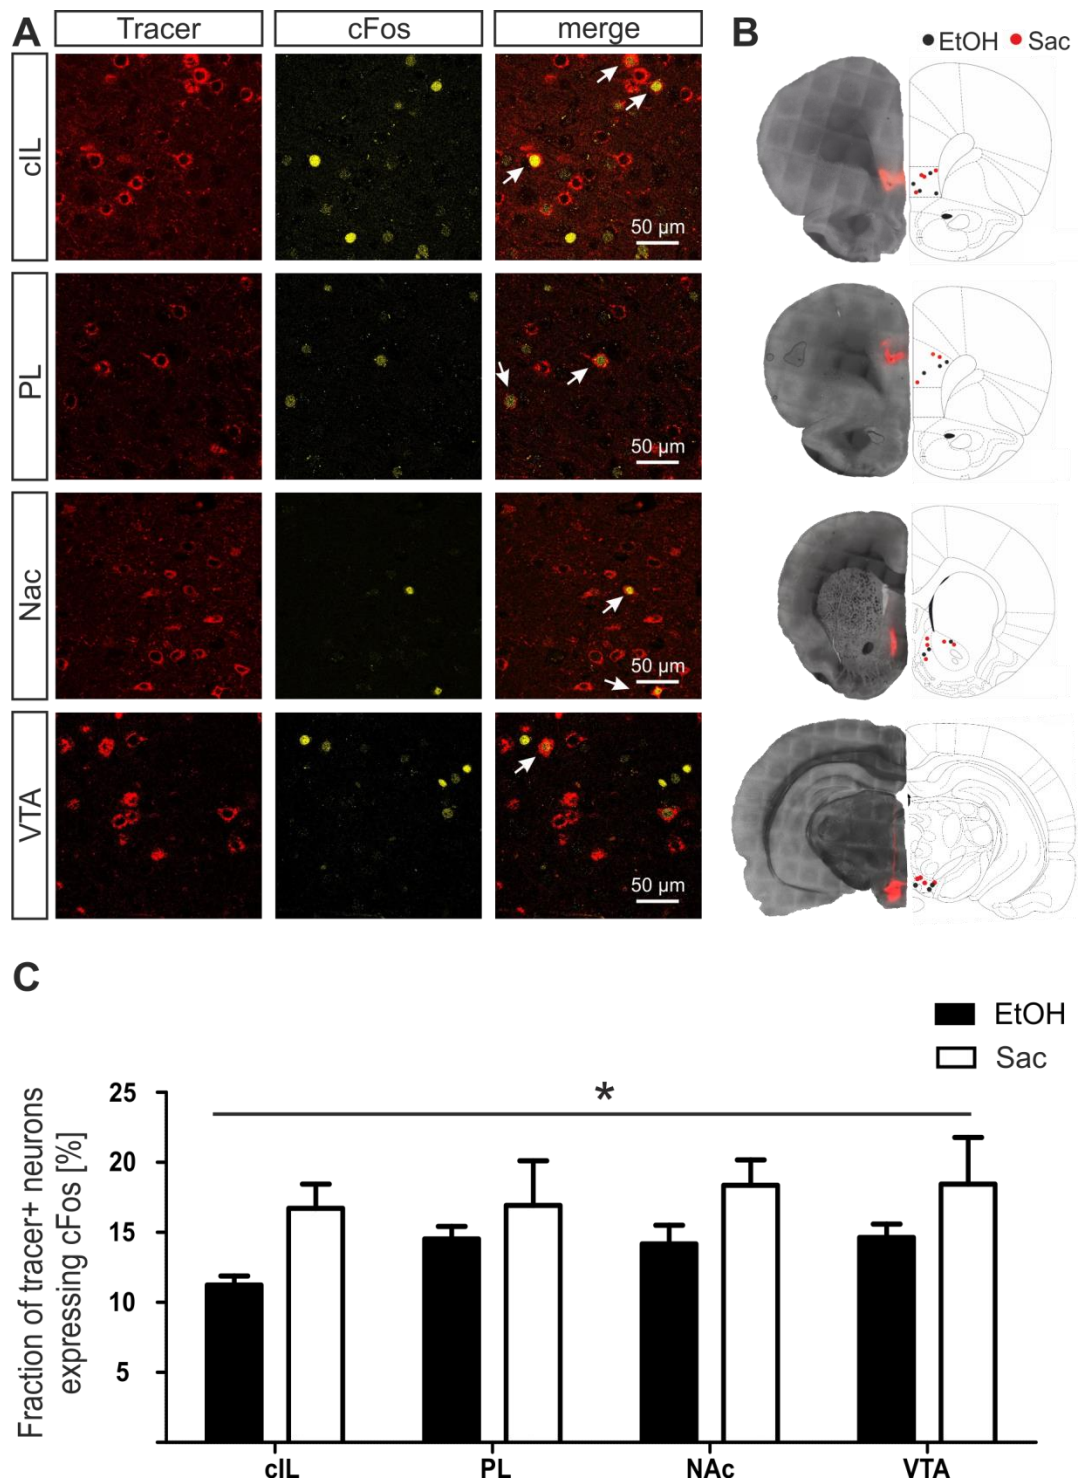 A
Tracer
cFos
merge
B
EtOH
Sac
cIL
50 µm
PL
50 µm
Nac
50 µm
VTA
50 µm
C
EtOH
Sac
Fraction of tracer+ neurons
expressing cFos [%]
25
*
20
15
10
5
cIL
PL
NAc
VTA